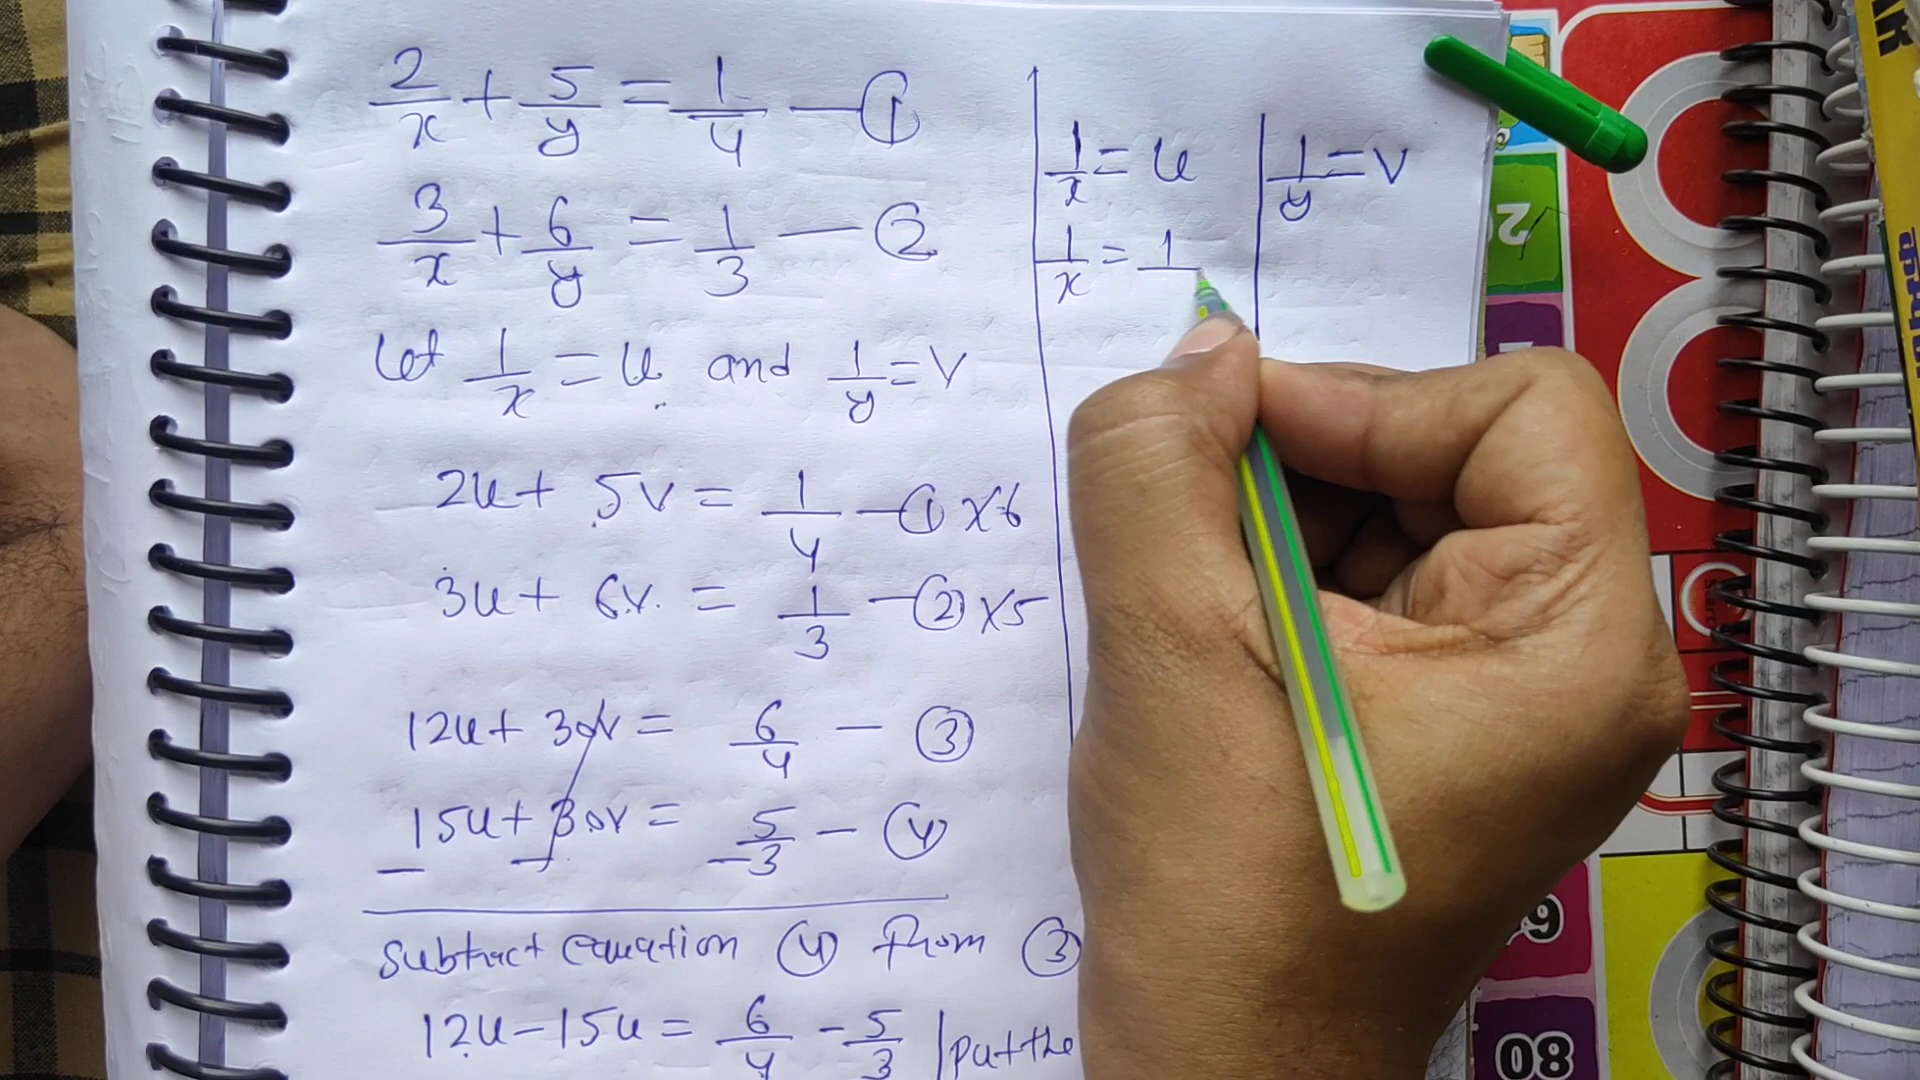 2/x + 5/y = 1/4 — ①
3/x + 6/y = 1/3 — ②
Let 1/x = u and 1/y = v
2u + 5v = 1/4 — ① × 6
3u + 6v = 1/3 — ② × 5
12u + 30v = 6/4 — ③
15u + 30v = 5/3 — ④
— — —
Subtract equation ④ from ③
12u - 15u = 6/4 - 5/3 | put the
1/x = u | 1/y = v
1/x = 1
08